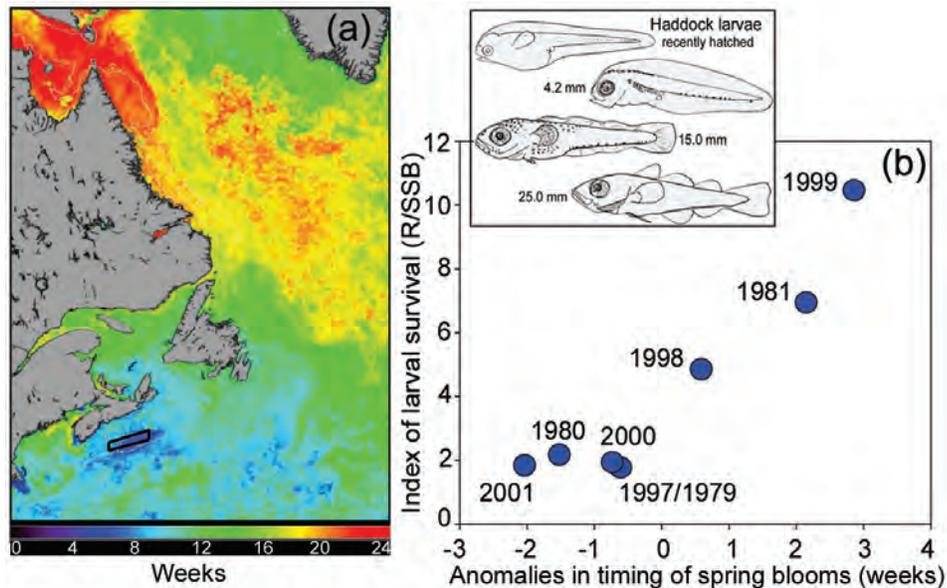 (a)
0 4 8 12 16 20 24
Weeks
Haddock larvae
recently hatched
4.2 mm
15.0 mm
25.0 mm
(b)
Index of larval survival (R/SSB)
12
10
8
6
4
2
0
1999
1981
1998
1980
2000
2001
1997/1979
-3 -2 -1 0 1 2 3 4
Anomalies in timing of spring blooms (weeks)